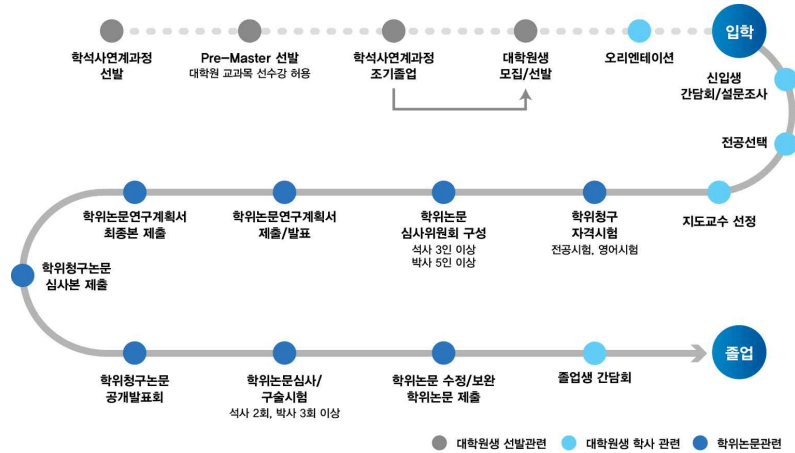 학석사연계과정
선발
Pre-Master 선발
대학원 교과목 선수강 허용
학석사연계과정
조기졸업
대학원생
모집/선발
오리엔테이션
입학
신입생
간담회/설문조사
전공선택
지도교수 선정
학위청구
자격시험
전공시험, 영어시험
학위논문
심사위원회 구성
석사 3인 이상
박사 5인 이상
학위논문연구계획서
제출/발표
학위논문연구계획서
최종본 제출
학위청구논문
심사본 제출
학위청구논문
공개발표회
학위논문심사/
구술시험
석사 2회, 박사 3회 이상
학위논문 수정/보완
학위논문 제출
졸업생 간담회
졸업
대학원생 선발관련
대학원생 학사 관련
학위논문관련